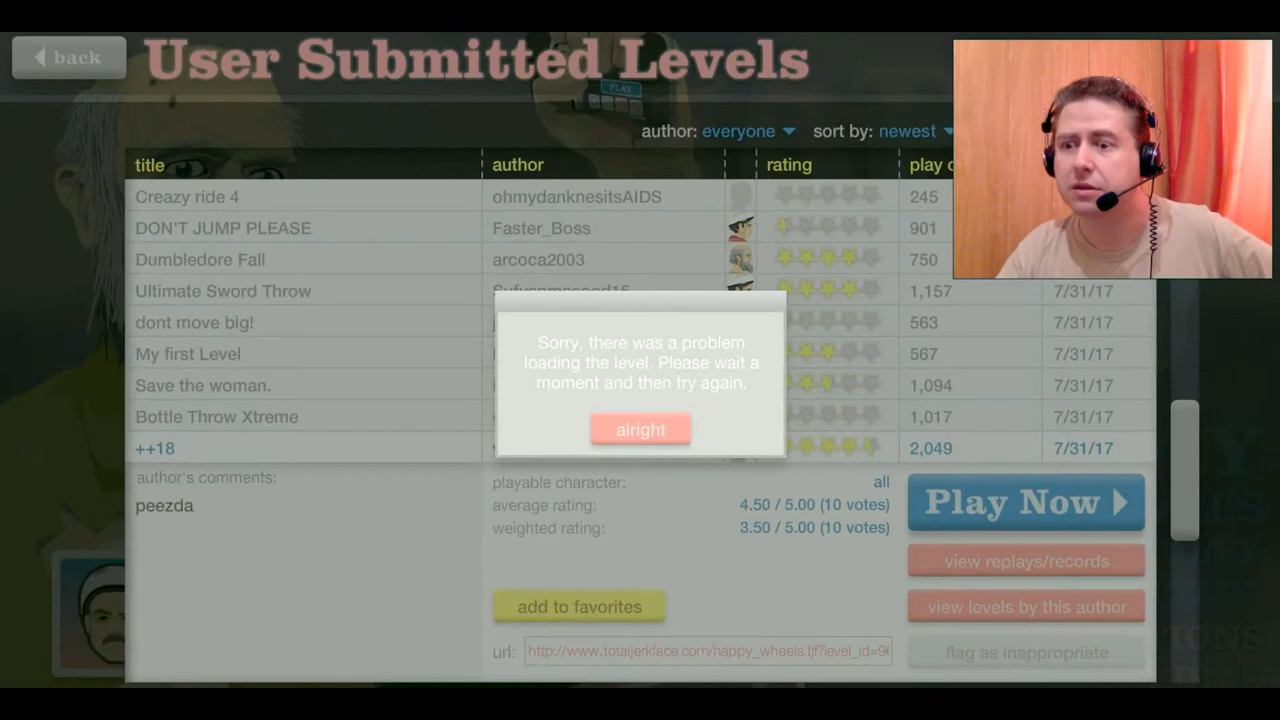 back
User Submitted Levels
PLAY
author: everyone sort by: newest
title author rating play
Creazy ride 4 ohmydanknesitsAIDS 245
DON'T JUMP PLEASE Faster_Boss 901
Dumbledore Fall arcoca2003 750
Ultimate Sword Throw 1,157 7/31/17
dont move big! 563 7/31/17
My first Level 567 7/31/17
Save the woman. 1,094 7/31/17
Bottle Throw Xtreme 1,017 7/31/17
++18 2,049 7/31/17
Sorry, there was a problem
loading the level. Please wait a
moment and then try again.
alright
author's comments:
peezda
playable character: all
average rating: 4.50 / 5.00 (10 votes)
weighted rating: 3.50 / 5.00 (10 votes)
Play Now
view replays/records
add to favorites
view levels by this author
url: http://www.totaljerkface.com/happy_wheels.tjf?level_id=9
flag as inappropriate